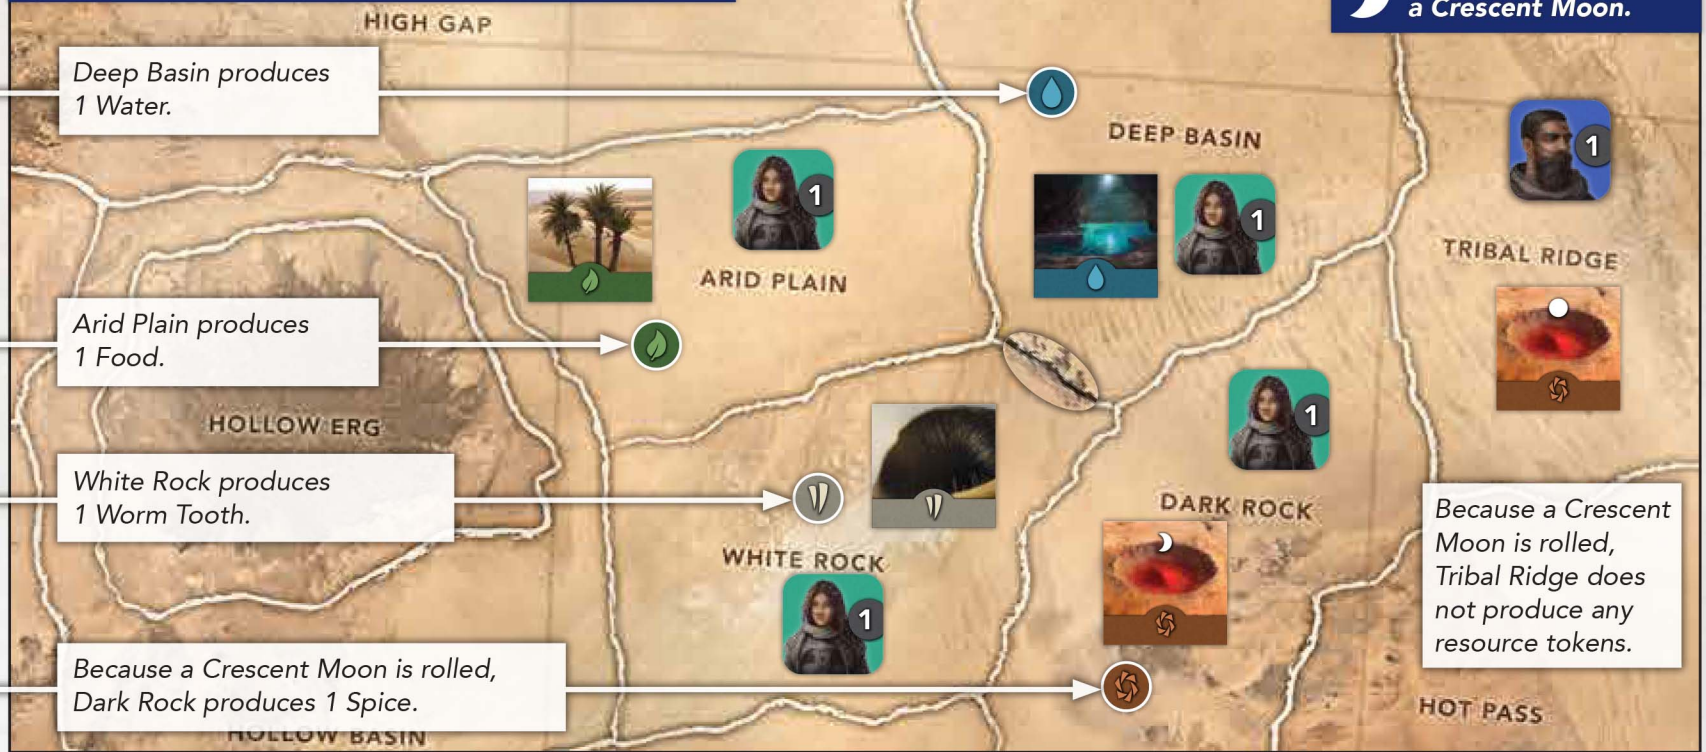 a Crescent Moon.
HIGH GAP
Deep Basin produces
1 Water.
DEEP BASIN
1
1
1
ARID PLAIN
TRIBAL RIDGE
Arid Plain produces
1 Food.
HOLLOW ERG
1
White Rock produces
1 Worm Tooth.
DARK ROCK
WHITE ROCK
1
Because a Crescent
Moon is rolled,
Tribal Ridge does
not produce any
resource tokens.
Because a Crescent Moon is rolled,
Dark Rock produces 1 Spice.
HOT PASS
HOLLOW BASIN